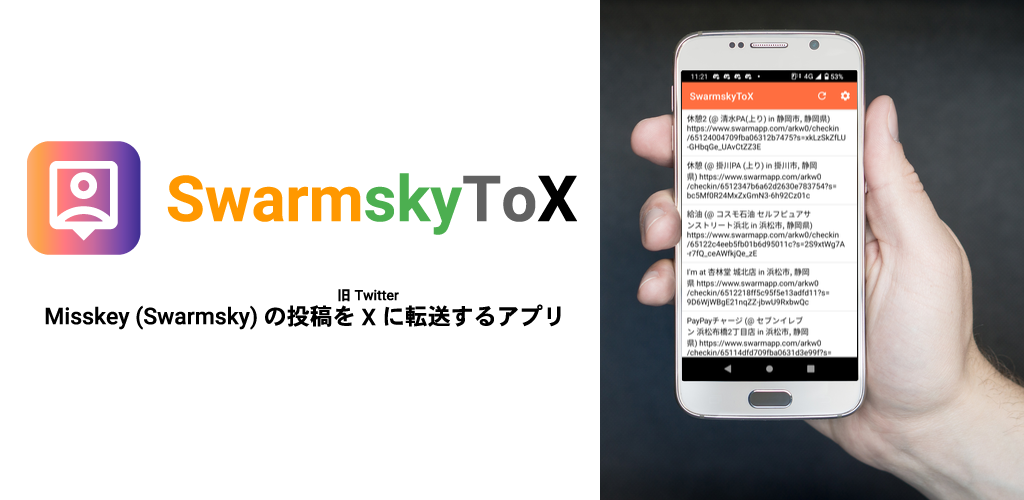 SwarmskyToX
旧 Twitter
Misskey (Swarmsky) の投稿を X に転送するアプリ
11:21
4G
53%
SwarmskyToX
休憩2 (@ 清水PA(上り) in 静岡市, 静岡県)
https://www.swarmapp.com/arkw0/checkin
/65124004709fba06312b7475?s=xkLzSkZfLU
-GHbqGe_UAvCtZZ3E
休憩 (@ 掛川PA (上り) in 掛川市, 静岡
県) https://www.swarmapp.com/arkw0
/checkin/6512347b6a62d2630e783754?s=
bc5Mf0R24MxZxGmN3-6h92Cz01c
給油 (@ コスモ石油 セルフピュアサ
ンストリート浜北 in 浜松市, 静岡
県) https://www.swarmapp.com/arkw0/checkin
/65122c4eeb5fb01b6d95011c?s=2S9xtWg7A
-r7fQ_ceAWfkjQe_zE
I'm at 杏林堂 城北店 in 浜松市, 静岡
県 https://www.swarmapp.com/arkw0
/checkin/6512218ff5c95f5e13adfd11?s=
9D6WjWBgE21nqZZ-jbwU9RxbwQc
PayPayチャージ (@ セブンイレブ
ン 浜松布橋2丁目店 in 浜松市, 静岡
県) https://www.swarmapp.com/arkw0
/checkin/65114dfd709fba0631d3e99f?s=